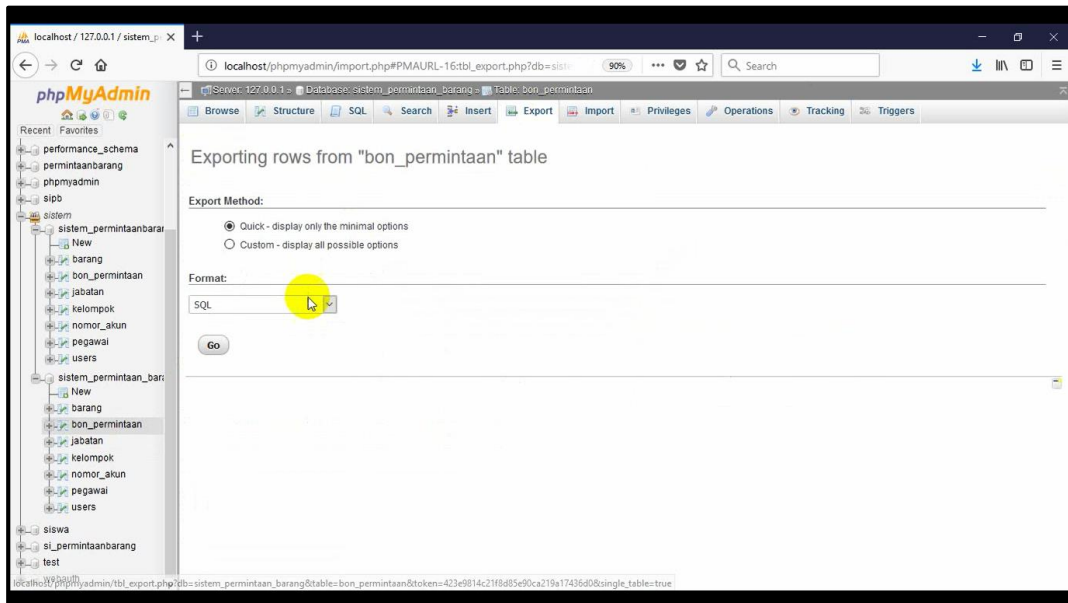 localhost / 127.0.0.1 / sistem_p
localhost/phpmyadmin/import.php#PMAURL-16:tbl_export.php?db=sist
90%
Search
phpMyAdmin
Recent Favorites
performance_schema
permintaanbarang
phpmyadmin
sipb
sistem
sistem_permintaanbarar
New
barang
bon_permintaan
jabatan
kelompok
nomor_akun
pegawai
users
sistem_permintaan_bara
New
barang
bon_permintaan
jabatan
kelompok
nomor_akun
pegawai
users
siswa
si_permintaanbarang
test
Server: 127.0.0.1 » Database: sistem_permintaan_barang » Table: bon_permintaan
Browse Structure SQL Search Insert Export Import Privileges Operations Tracking Triggers
Exporting rows from "bon_permintaan" table
Export Method:
Quick - display only the minimal options
Custom - display all possible options
Format:
SQL
Go
localhost/phpmyadmin/tbl_export.php?db=sistem_permintaan_barang&table=bon_permintaan&token=423e9814c21f8d85e90ca219a17436d0&single_table=true